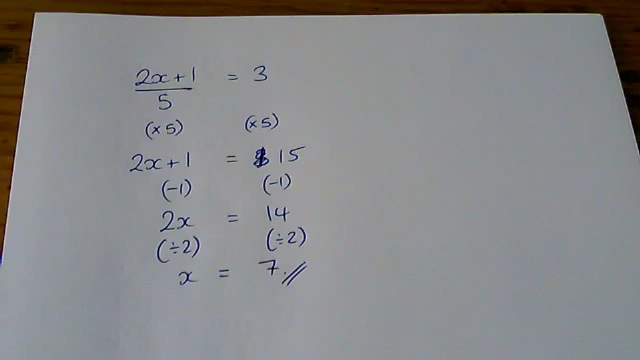 2x+1 = 3
5
(×5) (×5)
2x+1 = 15
(-1) (-1)
2x = 14
(÷2) (÷2)
x = 7.//